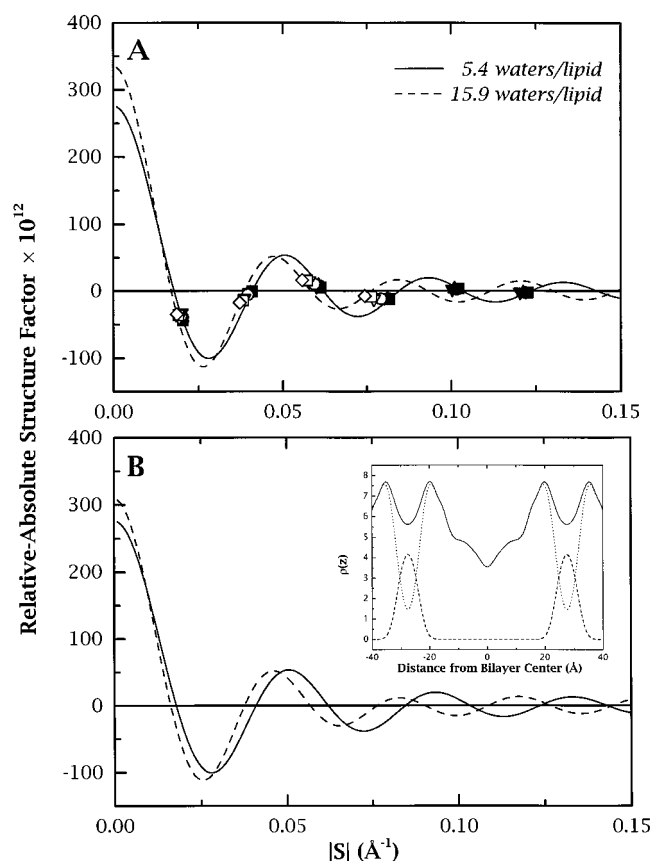 A
5.4 waters/lipid
15.9 waters/lipid
400
300
200
100
0
-100
0.00 0.05 0.10 0.15
Relative-Absolute Structure Factor × 10¹²
B
400
300
200
100
0
-100
0.00 0.05 0.10 0.15
|S| (Å⁻¹)
ρ(z)
8
7
6
5
4
3
2
1
0
-40 -20 0 20 40
Distance from Bilayer Center (Å)